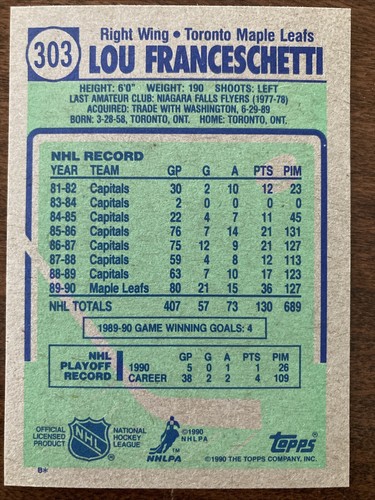 303
Right Wing • Toronto Maple Leafs
LOU FRANCESCHETTI
HEIGHT: 6'0" WEIGHT: 190 SHOOTS: LEFT
LAST AMATEUR CLUB: NIAGARA FALLS FLYERS (1977-78)
ACQUIRED: TRADE WITH WASHINGTON, 6-29-89
BORN: 3-28-58, TORONTO, ONT. HOME: TORONTO, ONT.
NHL RECORD
YEAR TEAM GP G A PTS PIM
81-82 Capitals 30 2 10 12 23
83-84 Capitals 2 0 0 0 0
84-85 Capitals 22 4 7 11 45
85-86 Capitals 76 7 14 21 131
86-87 Capitals 75 12 9 21 127
87-88 Capitals 59 4 8 12 113
88-89 Capitals 63 7 10 17 123
89-90 Maple Leafs 80 21 15 36 127
NHL TOTALS 407 57 73 130 689
1989-90 GAME WINNING GOALS: 4
NHL PLAYOFF RECORD
GP G A PTS PIM
1990 5 0 1 1 26
CAREER 38 2 2 4 109
OFFICIAL LICENSED PRODUCT
NHL
NATIONAL HOCKEY LEAGUE
NHLPA
TM
©1990 NHLPA
topps
®
B* ©1990 THE TOPPS COMPANY, INC.